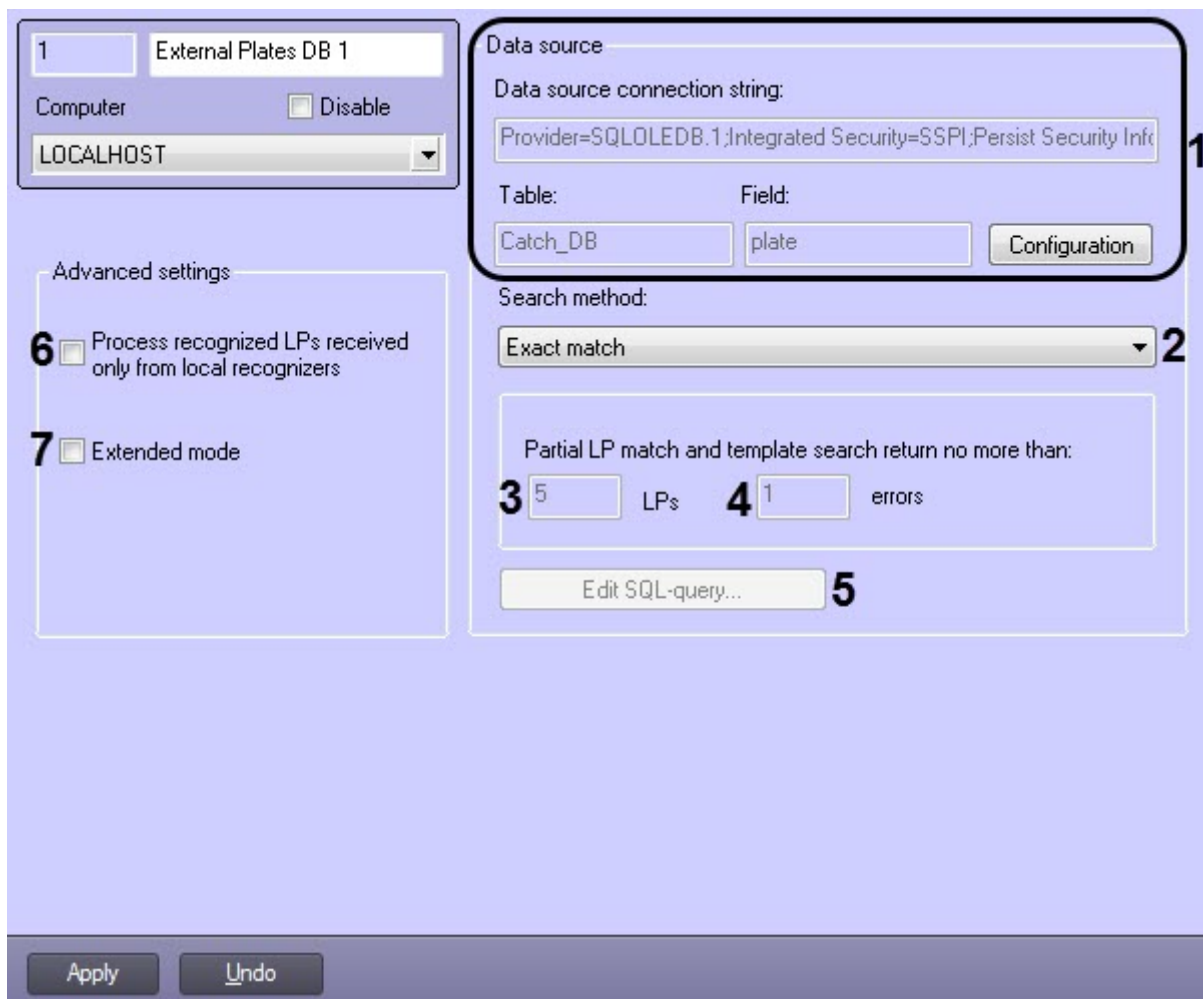 1 External Plates DB 1
Computer Disable
LOCALHOST
Data source
Data source connection string:
Provider=SQLOLEDB.1;Integrated Security=SSPI;Persist Security
1
Table: Field:
Catch_DB plate Configuration
Advanced settings
6 Process recognized LPs received
only from local recognizers
7 Extended mode
Search method:
Exact match 2
Partial LP match and template search return no more than:
3 5 LPs 4 1 errors
Edit SQL-query... 5
Apply Undo